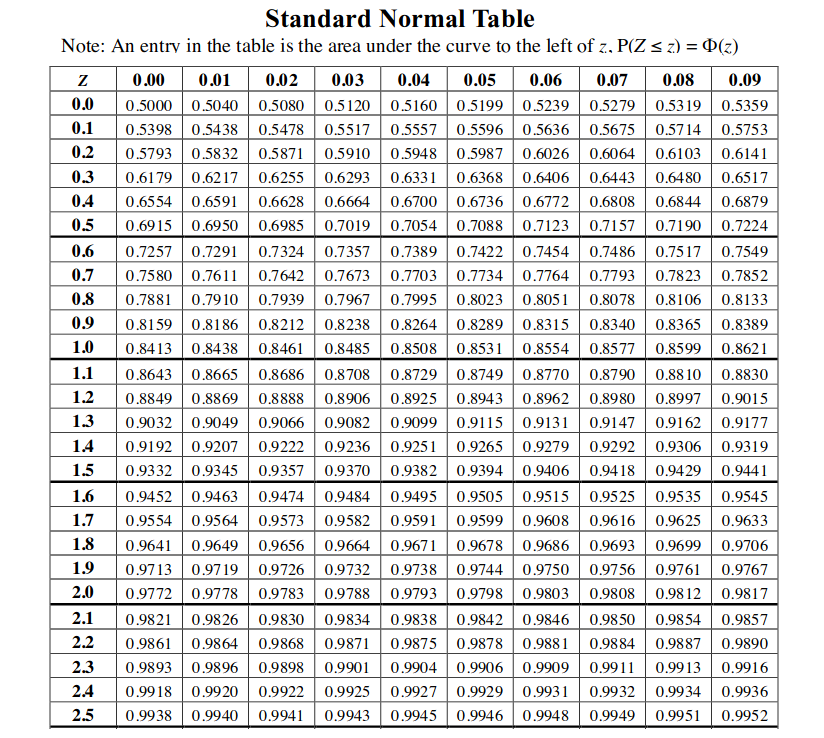 Standard Normal Table
Note: An entry in the table is the area under the curve to the left of z, P(Z ≤ z) = Φ(z)
Z 0.00 0.01 0.02 0.03 0.04 0.05 0.06 0.07 0.08 0.09
0.0 0.5000 0.5040 0.5080 0.5120 0.5160 0.5199 0.5239 0.5279 0.5319 0.5359
0.1 0.5398 0.5438 0.5478 0.5517 0.5557 0.5596 0.5636 0.5675 0.5714 0.5753
0.2 0.5793 0.5832 0.5871 0.5910 0.5948 0.5987 0.6026 0.6064 0.6103 0.6141
0.3 0.6179 0.6217 0.6255 0.6293 0.6331 0.6368 0.6406 0.6443 0.6480 0.6517
0.4 0.6554 0.6591 0.6628 0.6664 0.6700 0.6736 0.6772 0.6808 0.6844 0.6879
0.5 0.6915 0.6950 0.6985 0.7019 0.7054 0.7088 0.7123 0.7157 0.7190 0.7224
0.6 0.7257 0.7291 0.7324 0.7357 0.7389 0.7422 0.7454 0.7486 0.7517 0.7549
0.7 0.7580 0.7611 0.7642 0.7673 0.7703 0.7734 0.7764 0.7793 0.7823 0.7852
0.8 0.7881 0.7910 0.7939 0.7967 0.7995 0.8023 0.8051 0.8078 0.8106 0.8133
0.9 0.8159 0.8186 0.8212 0.8238 0.8264 0.8289 0.8315 0.8340 0.8365 0.8389
1.0 0.8413 0.8438 0.8461 0.8485 0.8508 0.8531 0.8554 0.8577 0.8599 0.8621
1.1 0.8643 0.8665 0.8686 0.8708 0.8729 0.8749 0.8770 0.8790 0.8810 0.8830
1.2 0.8849 0.8869 0.8888 0.8906 0.8925 0.8943 0.8962 0.8980 0.8997 0.9015
1.3 0.9032 0.9049 0.9066 0.9082 0.9099 0.9115 0.9131 0.9147 0.9162 0.9177
1.4 0.9192 0.9207 0.9222 0.9236 0.9251 0.9265 0.9279 0.9292 0.9306 0.9319
1.5 0.9332 0.9345 0.9357 0.9370 0.9382 0.9394 0.9406 0.9418 0.9429 0.9441
1.6 0.9452 0.9463 0.9474 0.9484 0.9495 0.9505 0.9515 0.9525 0.9535 0.9545
1.7 0.9554 0.9564 0.9573 0.9582 0.9591 0.9599 0.9608 0.9616 0.9625 0.9633
1.8 0.9641 0.9649 0.9656 0.9664 0.9671 0.9678 0.9686 0.9693 0.9699 0.9706
1.9 0.9713 0.9719 0.9726 0.9732 0.9738 0.9744 0.9750 0.9756 0.9761 0.9767
2.0 0.9772 0.9778 0.9783 0.9788 0.9793 0.9798 0.9803 0.9808 0.9812 0.9817
2.1 0.9821 0.9826 0.9830 0.9834 0.9838 0.9842 0.9846 0.9850 0.9854 0.9857
2.2 0.9861 0.9864 0.9868 0.9871 0.9875 0.9878 0.9881 0.9884 0.9887 0.9890
2.3 0.9893 0.9896 0.9898 0.9901 0.9904 0.9906 0.9909 0.9911 0.9913 0.9916
2.4 0.9918 0.9920 0.9922 0.9925 0.9927 0.9929 0.9931 0.9932 0.9934 0.9936
2.5 0.9938 0.9940 0.9941 0.9943 0.9945 0.9946 0.9948 0.9949 0.9951 0.9952